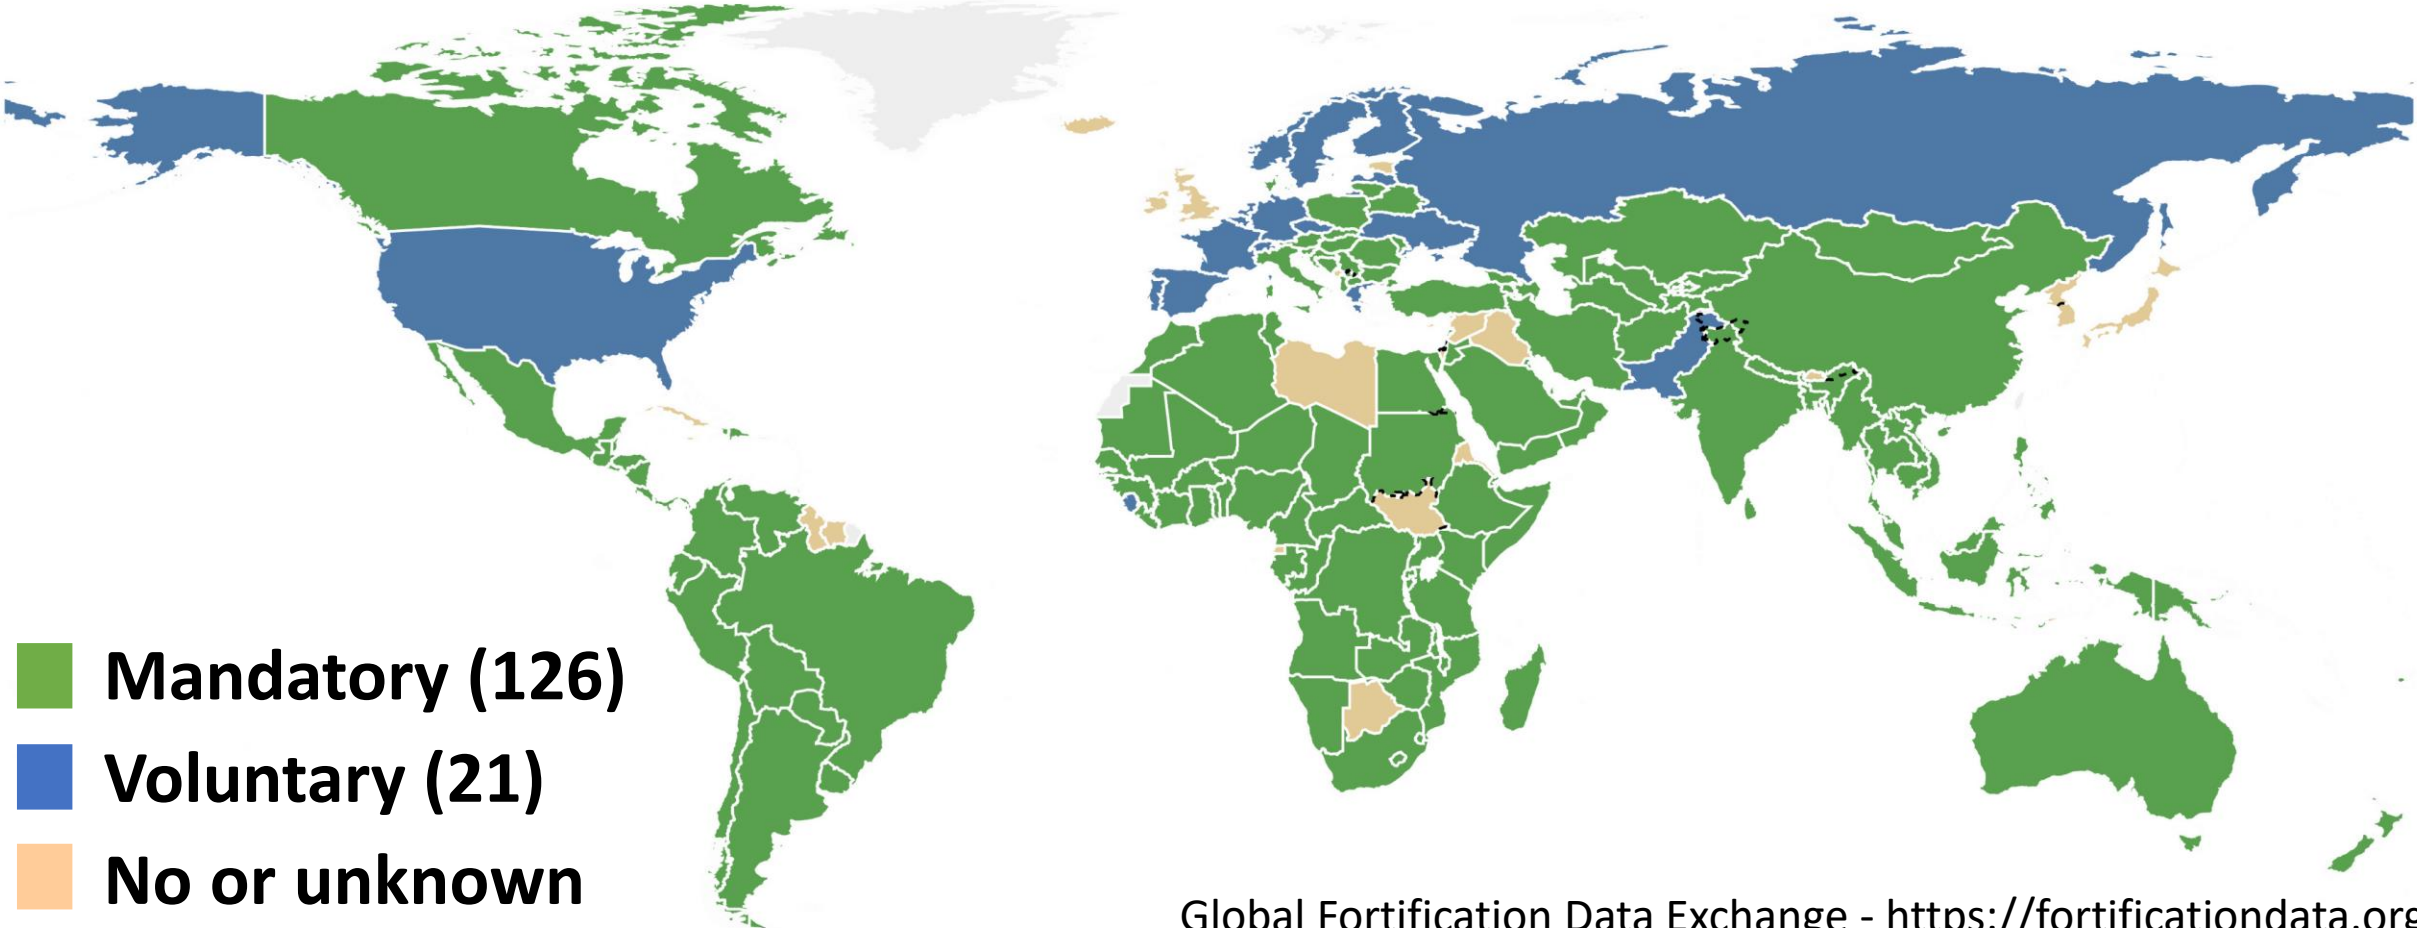 Mandatory (126)
Voluntary (21)
No or unknown
Global Fortification Data Exchange - https://fortificationdata.org